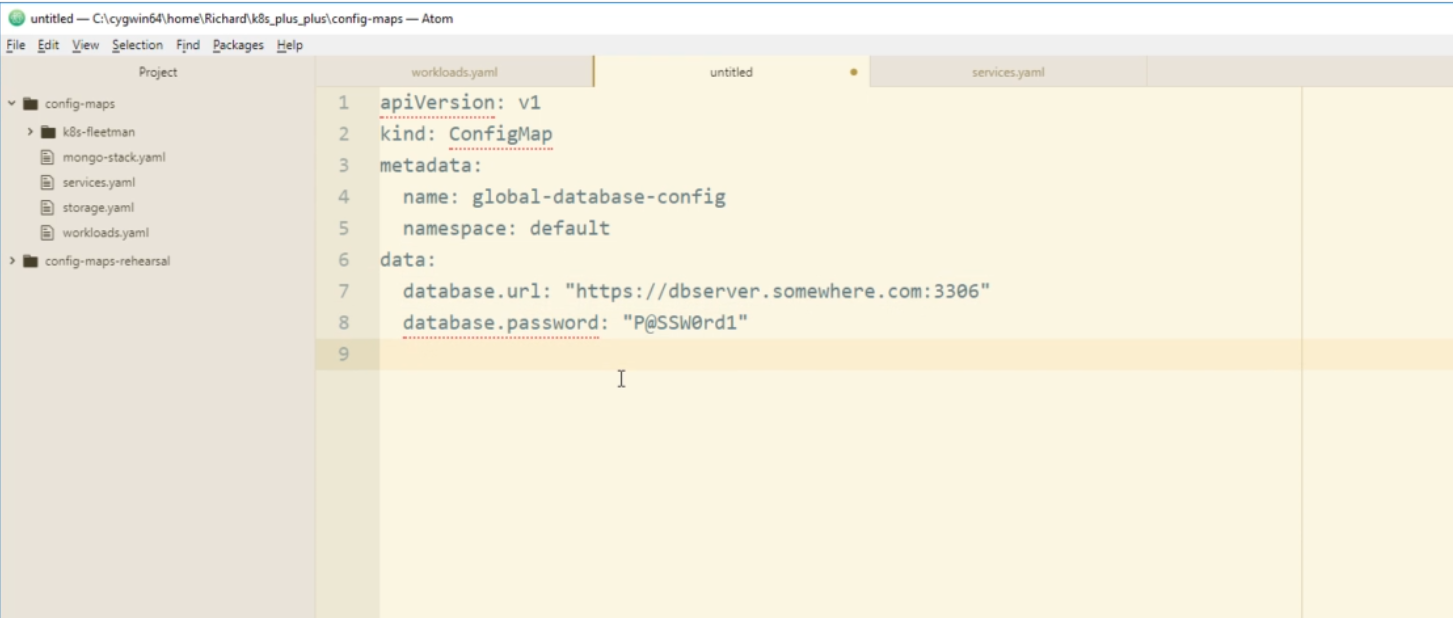 untitled — C:\cygwin64\home\Richard\k8s_plus_plus\config-maps — Atom
File Edit View Selection Find Packages Help
Project
workloads.yaml untitled services.yaml
config-maps
k8s-fleetman
mongo-stack.yaml
services.yaml
storage.yaml
workloads.yaml
config-maps-rehearsal
1 apiVersion: v1
2 kind: ConfigMap
3 metadata:
4 name: global-database-config
5 namespace: default
6 data:
7 database.url: "https://dbserver.somewhere.com:3306"
8 database.password: "P@SSW0rd1"
9